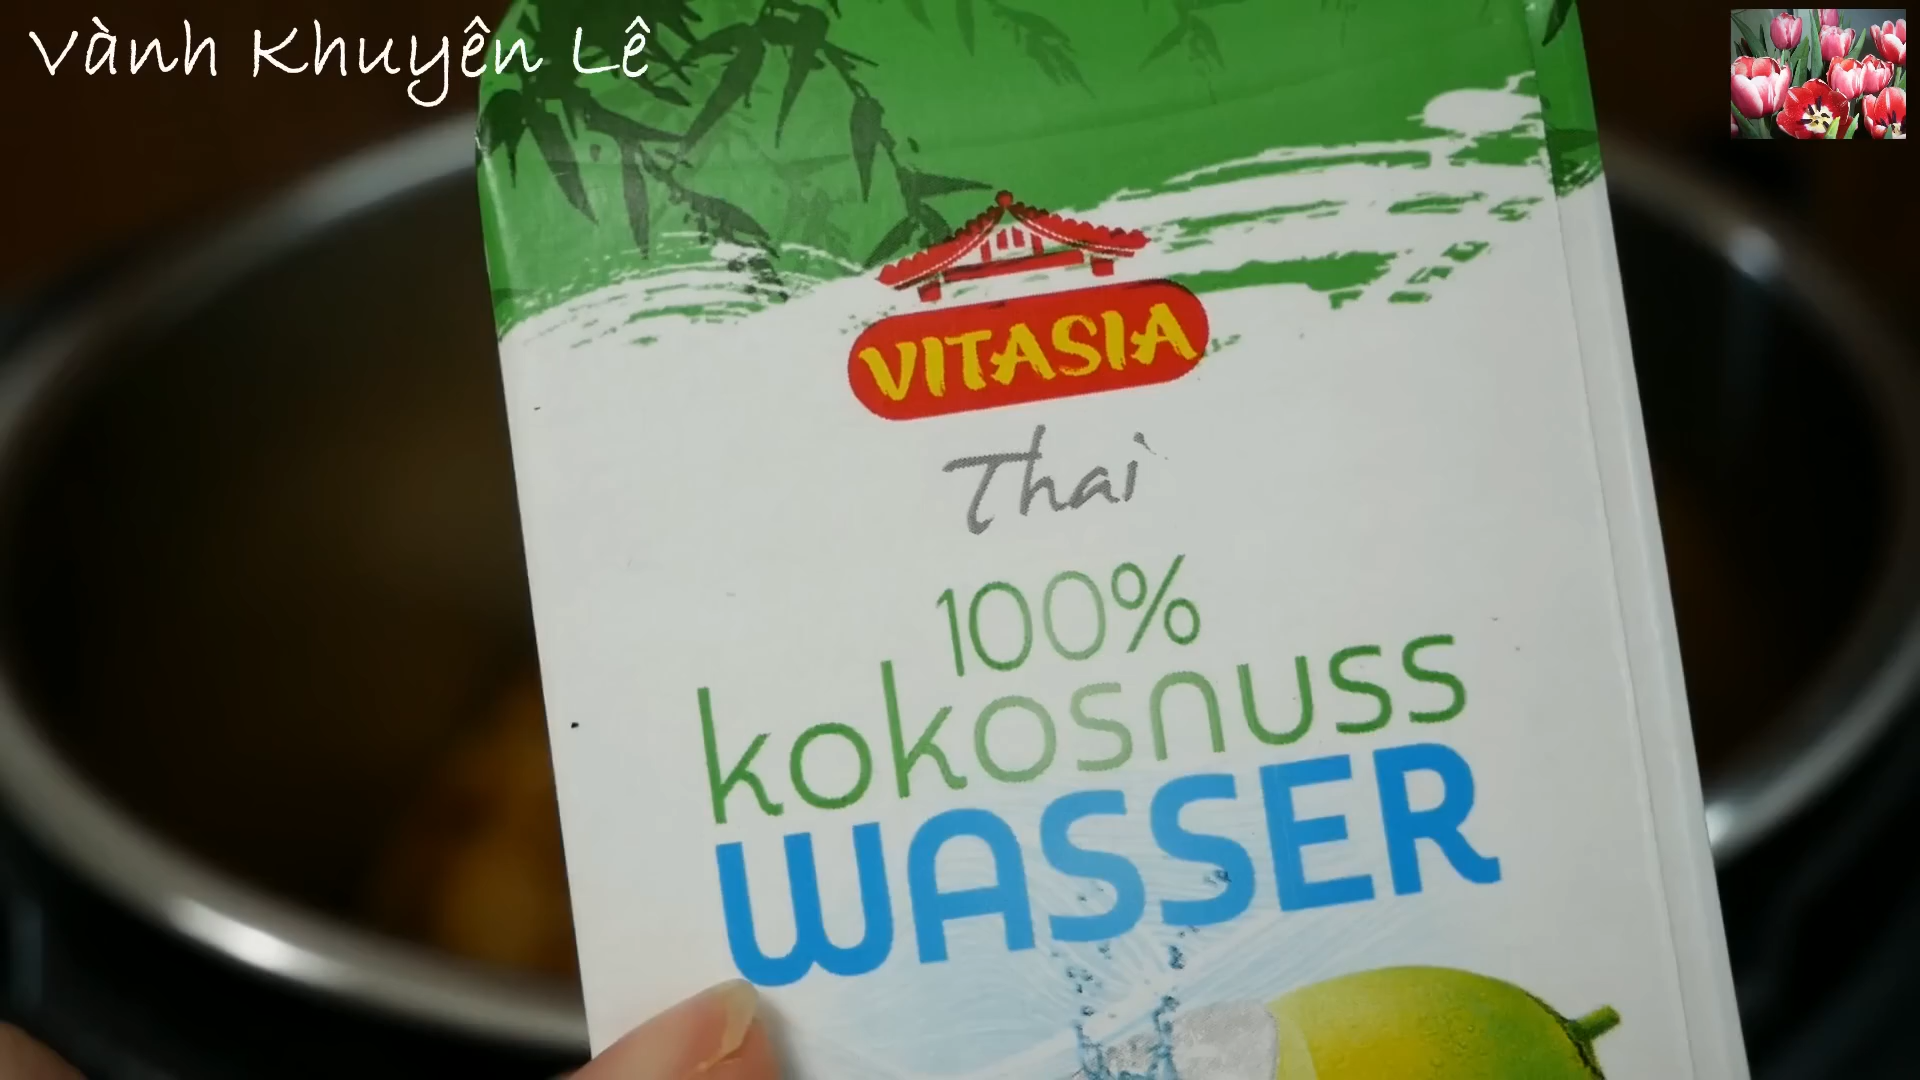 Vành Khuyên Lê
VITASIA
Thai
100%
kokosnuss
WASSER